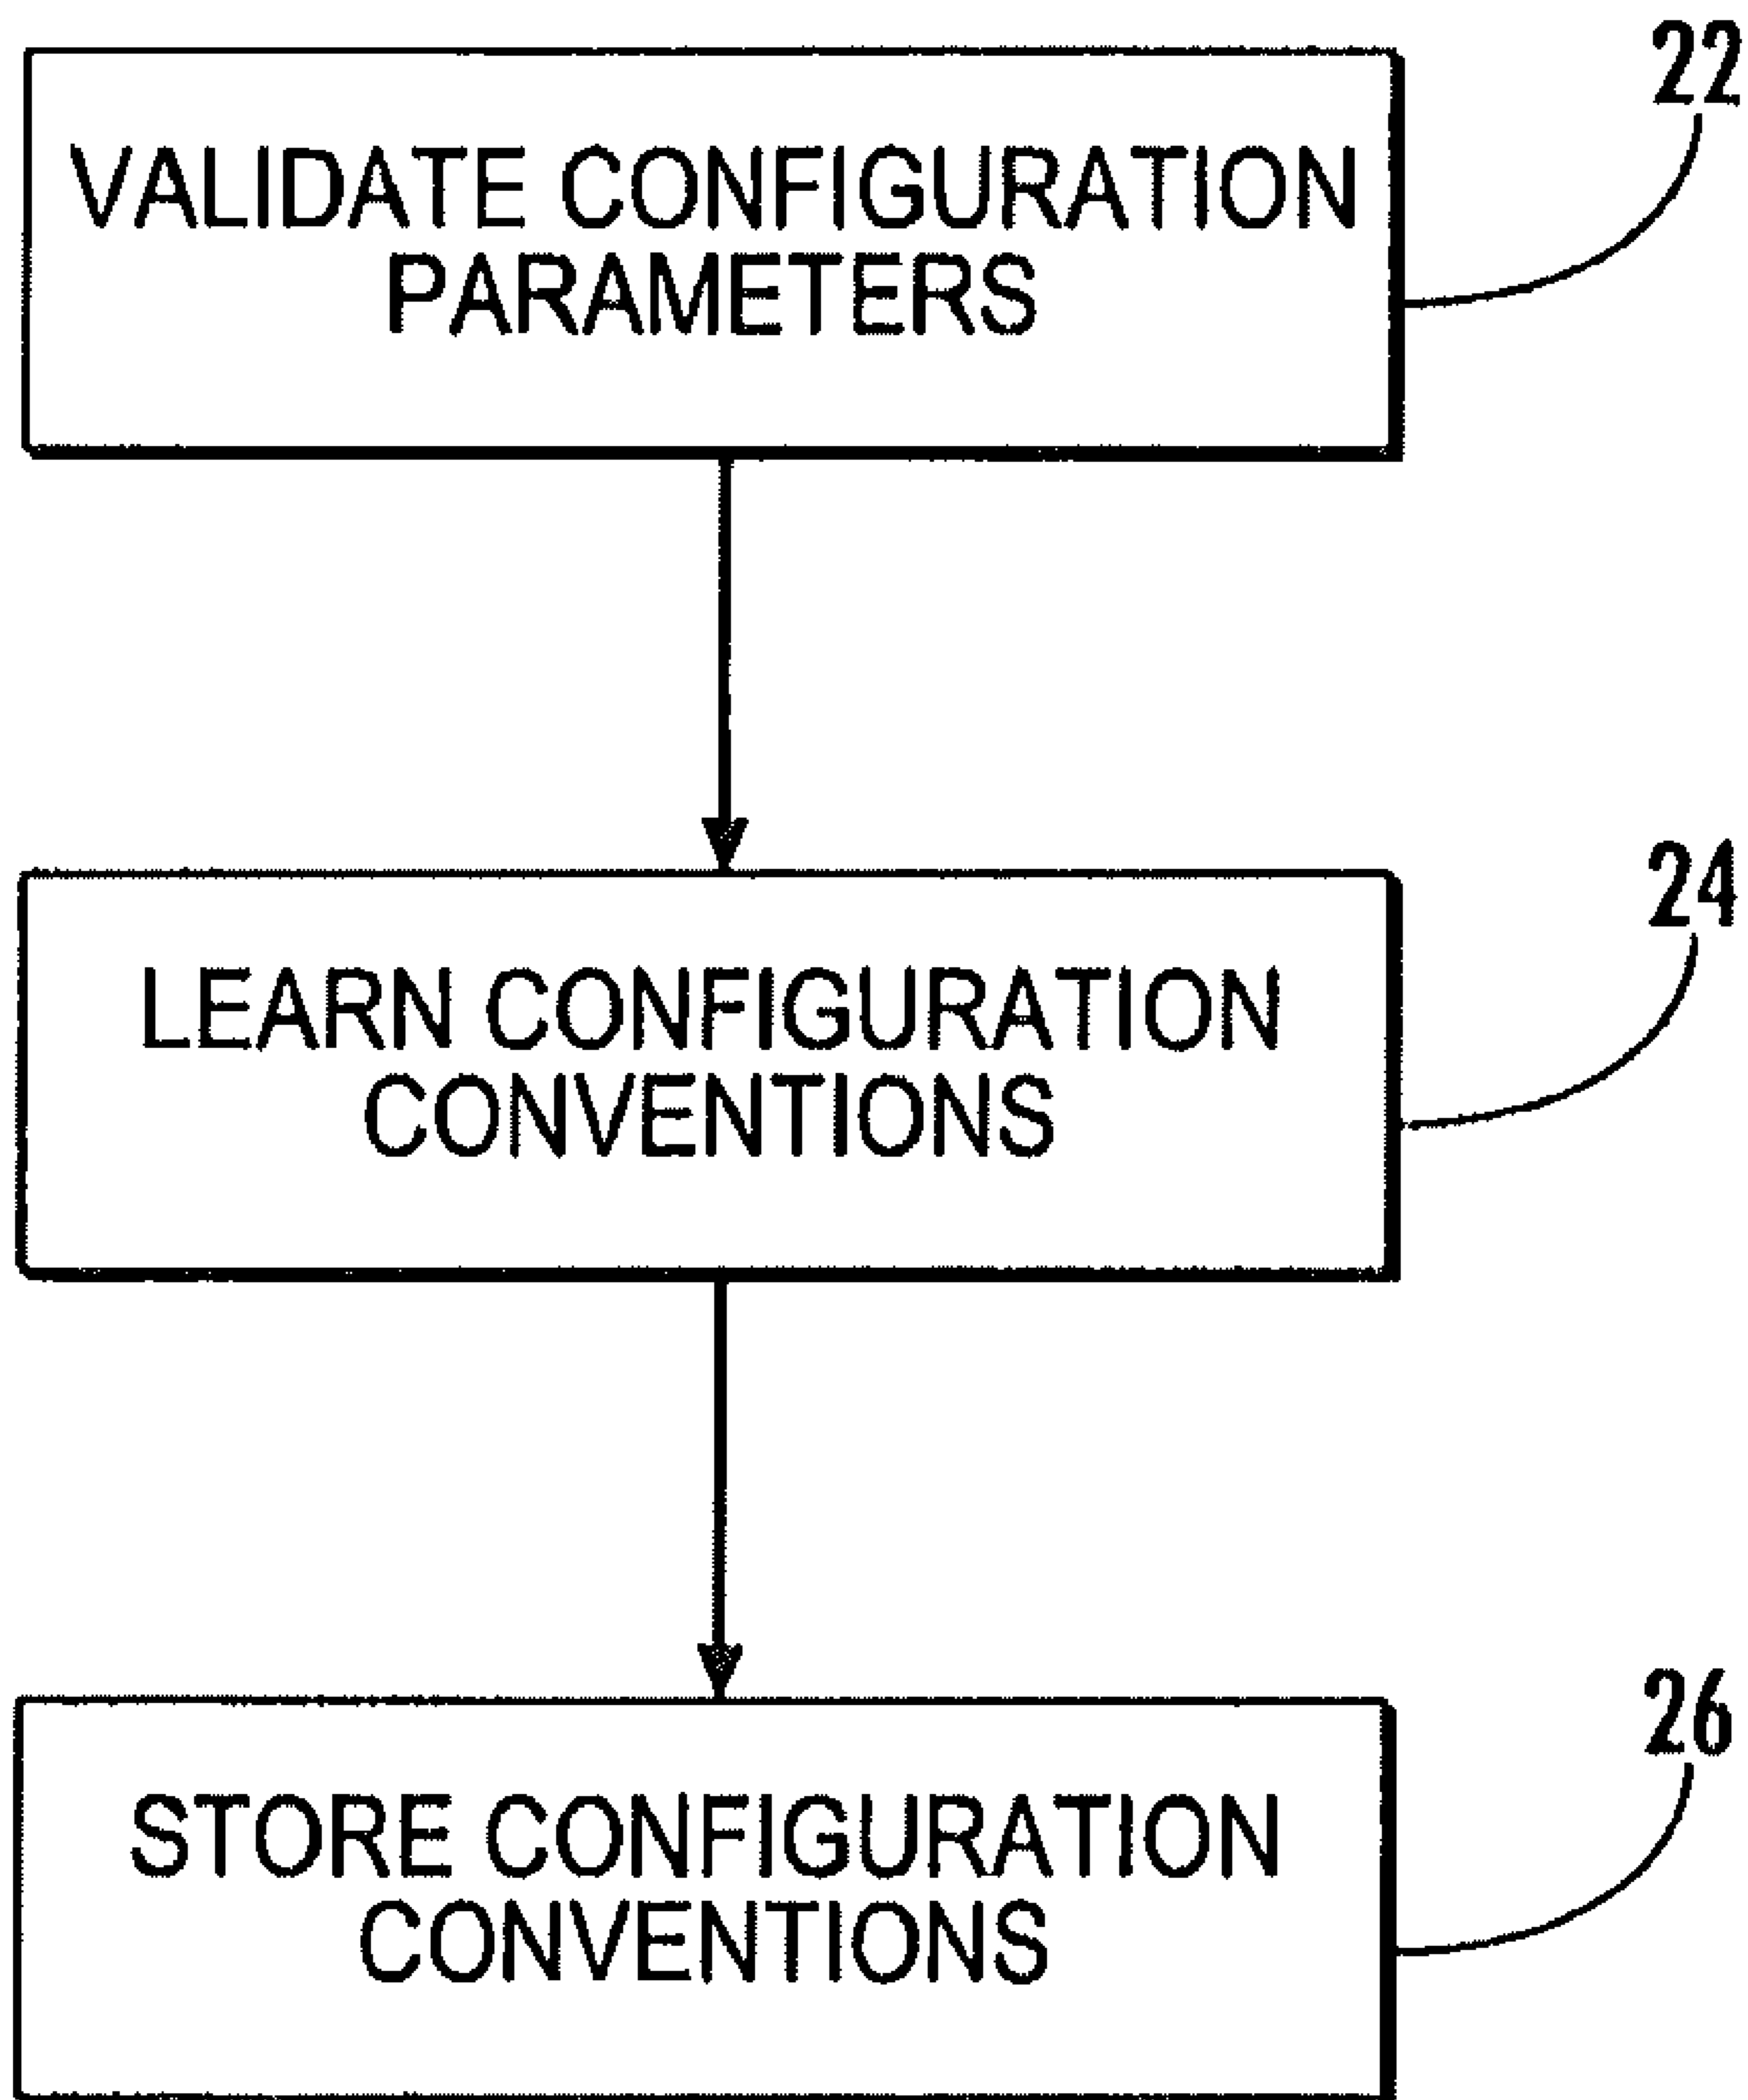 22
VALIDATE CONFIGURATION
PARAMETERS
24
LEARN CONFIGURATION
CONVENTIONS
26
STORE CONFIGURATION
CONVENTIONS